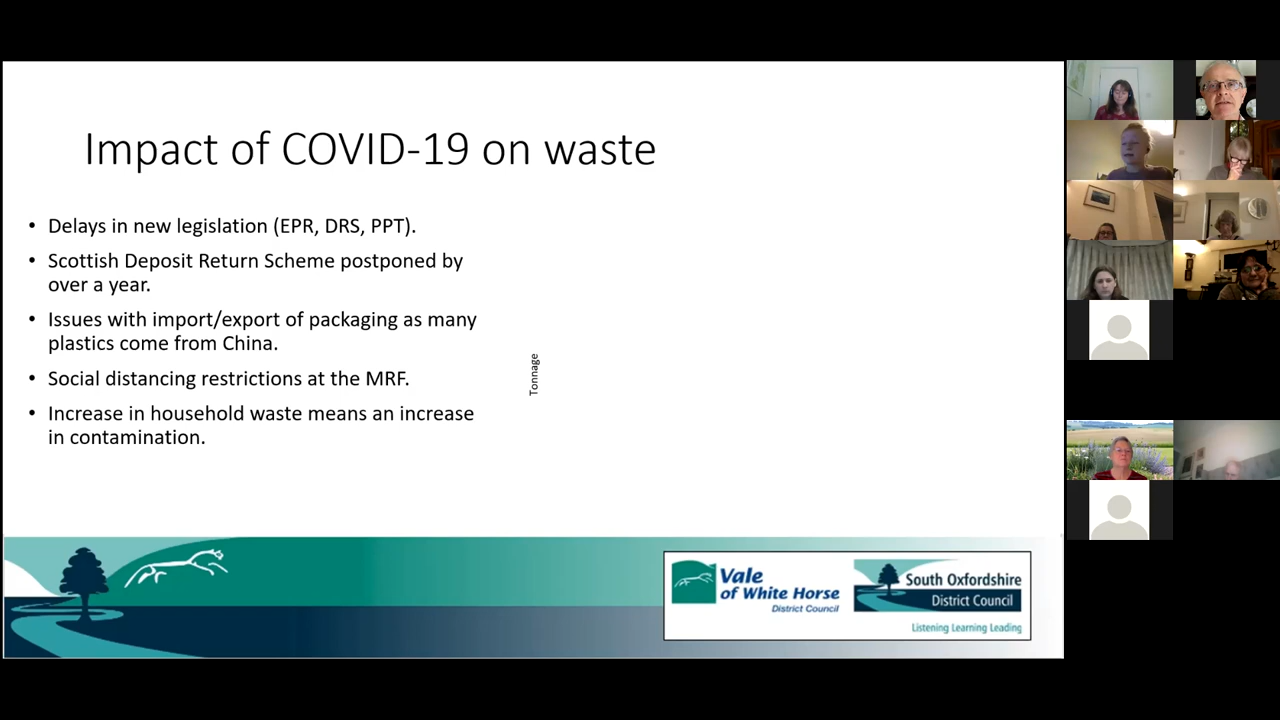 Impact of COVID-19 on waste
• Delays in new legislation (EPR, DRS, PPT).
• Scottish Deposit Return Scheme postponed by
over a year.
• Issues with import/export of packaging as many
plastics come from China.
• Social distancing restrictions at the MRF.
• Increase in household waste means an increase
in contamination.
Tonnage
Vale
of White Horse
District Council
South Oxfordshire
District Council
Listening Learning Leading